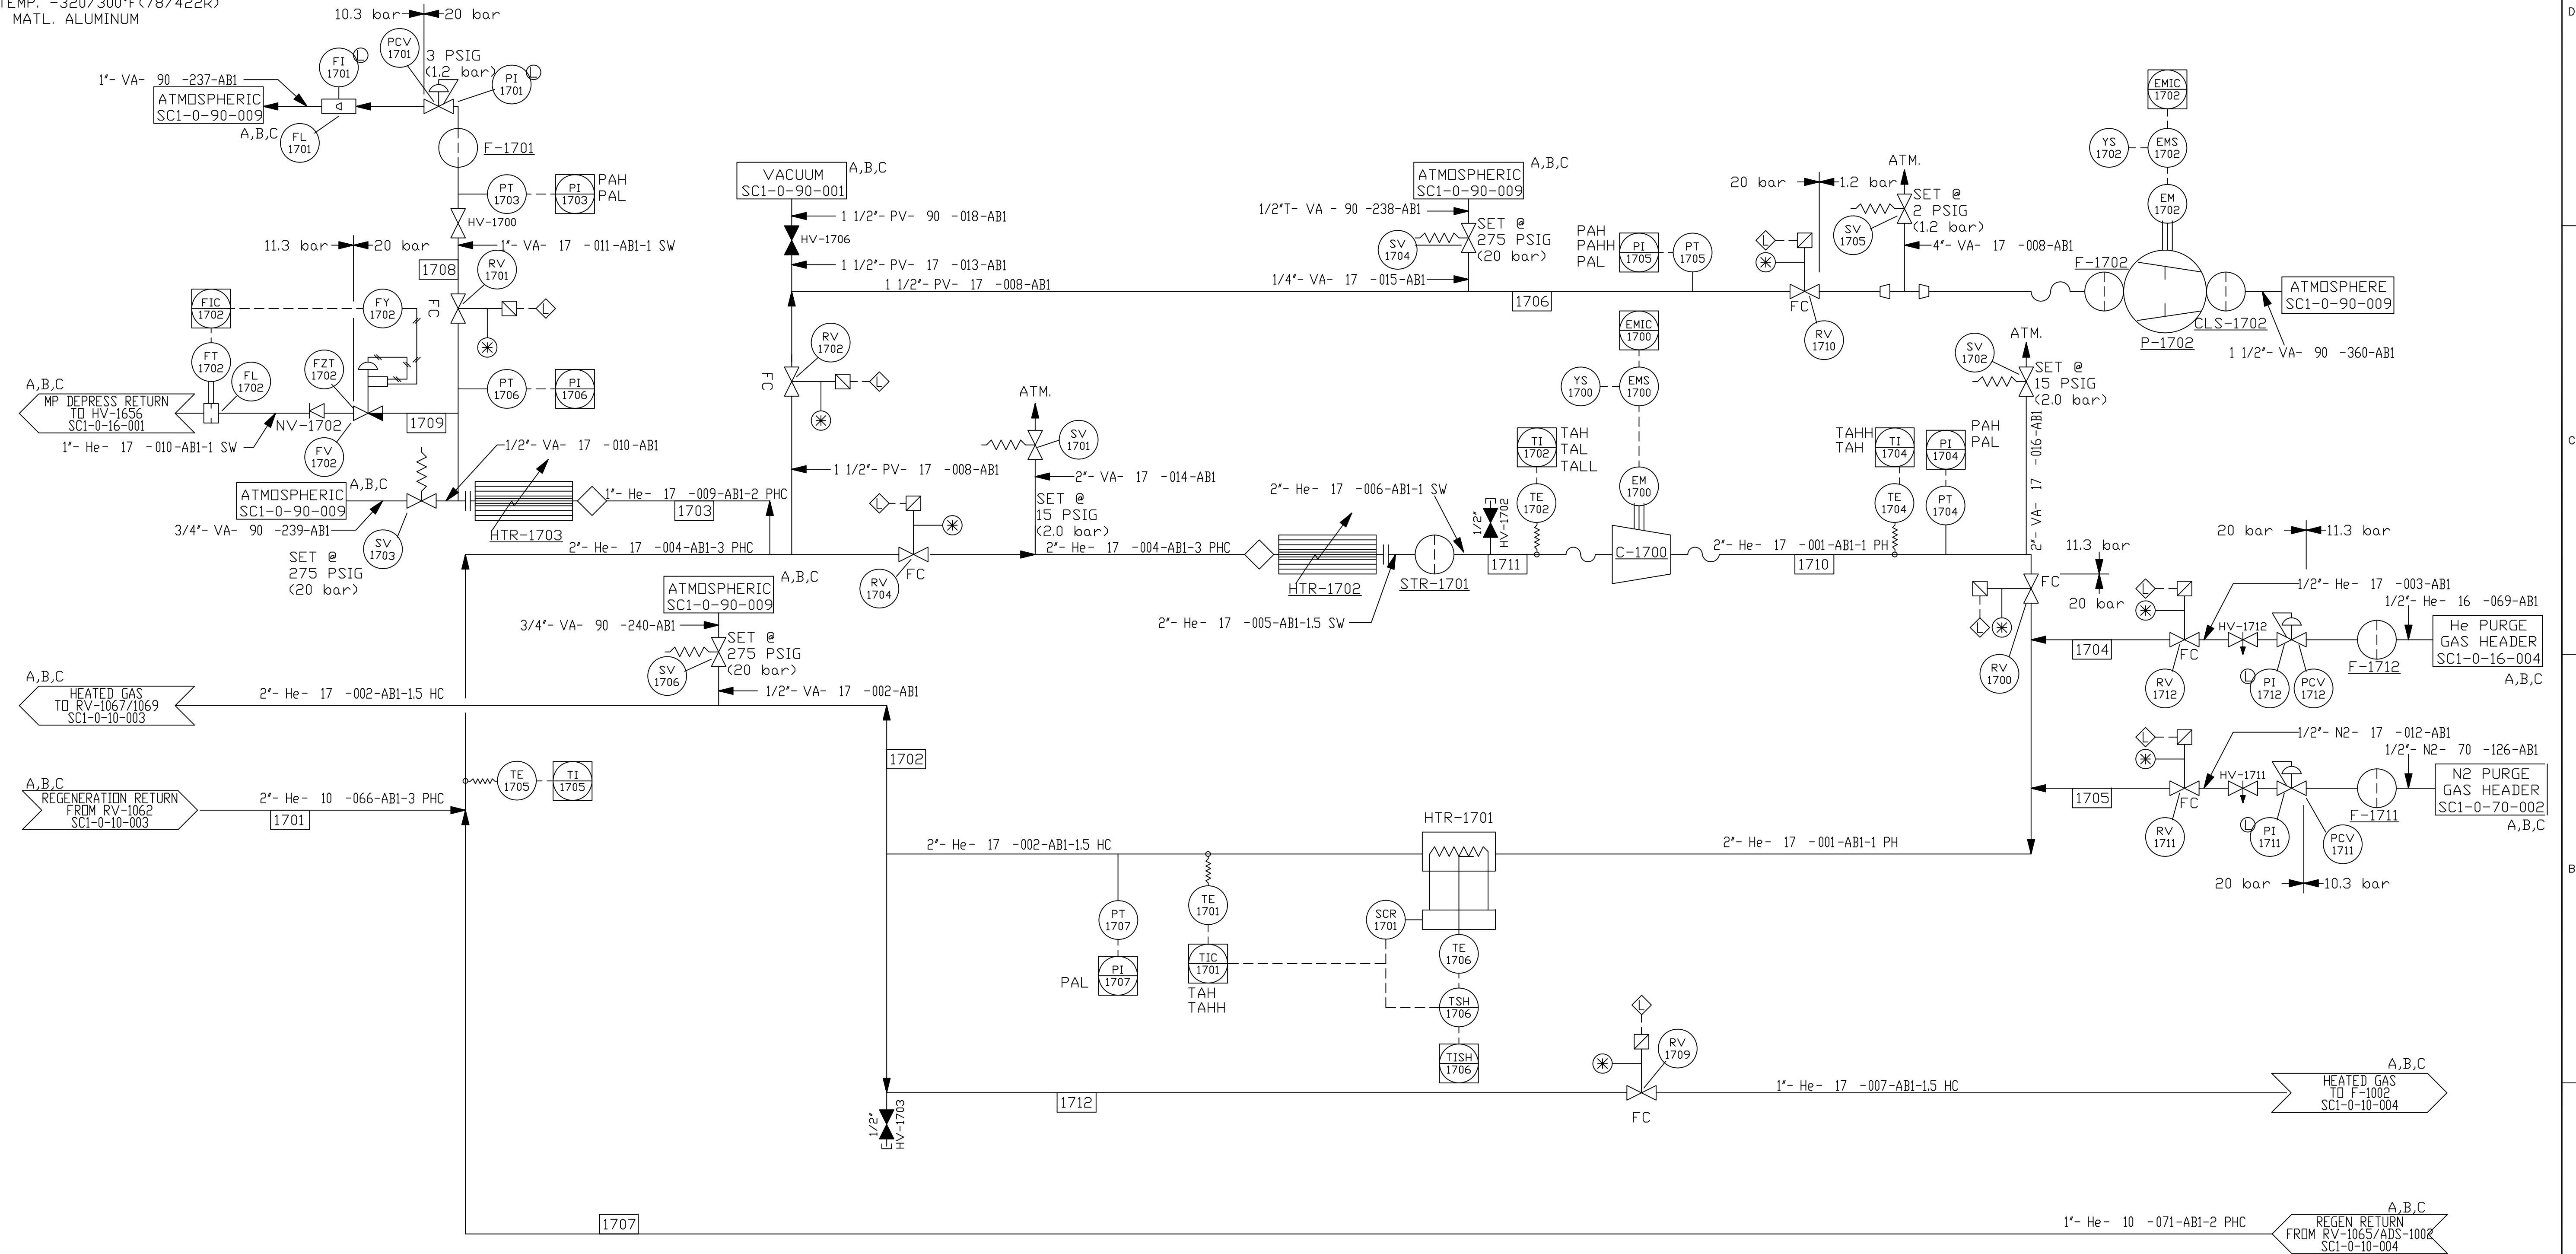 TEMP. -320/300°F(78/422K)
MATL. ALUMINUM
10.3 bar
20 bar
PCV
1701
3 PSIG
(1.2 bar)
FI
1701
L
PI
1701
L
1"- VA- 90 -237-AB1
ATMOSPHERIC
SC1-0-90-009
A,B,C
FL
1701
F-1701
PT
1703
PI
1703
PAH
PAL
HV-1700
11.3 bar
20 bar
1"- VA- 17 -011-AB1-1 SW
1708
RV
1701
FC
L
FIC
1702
FY
1702
FT
1702
FL
1702
FZT
1702
PT
1706
PI
1706
A,B,C
MP DEPRESS RETURN
TO HV-1656
SC1-0-16-001
NV-1702
1709
1"- He- 17 -010-AB1-1 SW
FV
1702
1/2"- VA- 17 -010-AB1
ATMOSPHERIC
SC1-0-90-009
A,B,C
3/4"- VA- 90 -239-AB1
SV
1703
SET @
275 PSIG
(20 bar)
HTR-1703
1"- He- 17 -009-AB1-2 PHC
1703
2"- He- 17 -004-AB1-3 PHC
VACUUM
SC1-0-90-001
A,B,C
1 1/2"- PV- 90 -018-AB1
HV-1706
1 1/2"- PV- 17 -013-AB1
1 1/2"- PV- 17 -008-AB1
RV
1702
FC
L
1 1/2"- PV- 17 -008-AB1
ATM.
SV
1701
2"- VA- 17 -014-AB1
SET @
15 PSIG
(2.0 bar)
L
RV
1704
FC
2"- He- 17 -004-AB1-3 PHC
ATMOSPHERIC
SC1-0-90-009
A,B,C
3/4"- VA- 90 -240-AB1
SET @
275 PSIG
(20 bar)
SV
1706
1/2"- VA- 17 -002-AB1
ATMOSPHERIC
SC1-0-90-009
A,B,C
1/2"T- VA - 90 -238-AB1
SET @
275 PSIG
(20 bar)
SV
1704
1/4"- VA- 17 -015-AB1
1706
PAH
PAHH
PAL
PI
1705
PT
1705
20 bar
1.2 bar
L
FC
RV
1710
ATM.
SET @
2 PSIG
(1.2 bar)
SV
1705
4"- VA- 17 -008-AB1
EMIC
1702
YS
1702
EMS
1702
EM
1702
F-1702
CLS-1702
P-1702
ATMOSPHERE
SC1-0-90-009
1 1/2"- VA- 90 -360-AB1
EMIC
1700
YS
1700
EMS
1700
EM
1700
C-1700
2"- He- 17 -006-AB1-1 SW
HTR-1702
STR-1701
2"- He- 17 -005-AB1-1.5 SW
1/2"
HV-1702
1711
TI
1702
TAH
TAL
TALL
TE
1702
2"- He- 17 -001-AB1-1 PH
1710
TAHH
TAH
TI
1704
TE
1704
PI
1704
PAH
PAL
PT
1704
ATM.
SV
1702
SET @
15 PSIG
(2.0 bar)
2"- VA- 17 -016-AB1
11.3 bar
20 bar
FC
L
RV
1700
20 bar
11.3 bar
1/2"- He- 17 -003-AB1
1/2"- He- 16 -069-AB1
L
HV-1712
FC
1704
RV
1712
L
PI
1712
PCV
1712
F-1712
He PURGE
GAS HEADER
SC1-0-16-004
A,B,C
1/2"- N2- 17 -012-AB1
1/2"- N2- 70 -126-AB1
L
HV-1711
FC
1705
RV
1711
L
PI
1711
PCV
1711
F-1711
N2 PURGE
GAS HEADER
SC1-0-70-002
A,B,C
20 bar
10.3 bar
A,B,C
HEATED GAS
TO RV-1067/1069
SC1-0-10-003
2"- He- 17 -002-AB1-1.5 HC
A,B,C
REGENERATION RETURN
FROM RV-1062
SC1-0-10-003
2"- He- 10 -066-AB1-3 PHC
1701
TE
1705
TI
1705
1702
2"- He- 17 -002-AB1-1.5 HC
HTR-1701
2"- He- 17 -001-AB1-1 PH
PT
1707
PI
1707
PAL
TE
1701
TIC
1701
TAH
TAHH
SCR
1701
TE
1706
TSH
1706
TISH
1706
L
RV
1709
FC
1/2"
HV-1703
1712
1"- He- 17 -007-AB1-1.5 HC
A,B,C
HEATED GAS
TO F-1002
SC1-0-10-004
1707
1"- He- 10 -071-AB1-2 PHC
A,B,C
REGEN RETURN
FROM RV-1065/ADS-1002
SC1-0-10-004
D
C
B